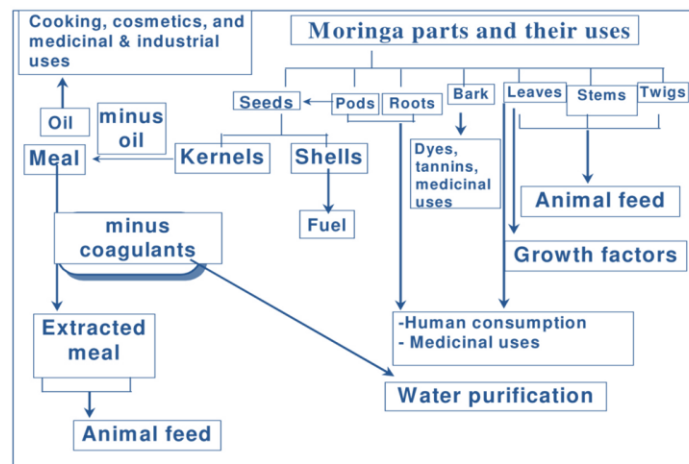 Cooking, cosmetics, and
medicinal & industrial
uses
Moringa parts and their uses
Seeds
Pods
Roots
Bark
Leaves
Stems
Twigs
Oil
minus
oil
Meal
Kernels
Shells
Dyes,
tannins,
medicinal
uses
Animal feed
Fuel
minus
coagulants
Growth factors
Extracted
meal
-Human consumption
- Medicinal uses
Water purification
Animal feed